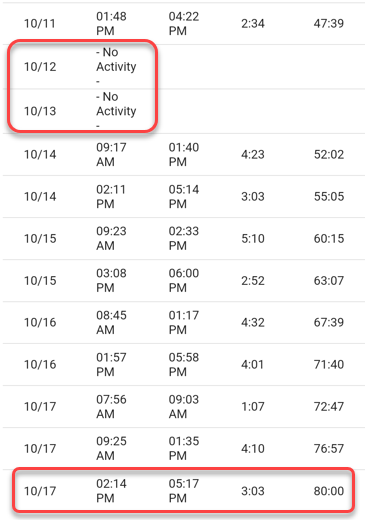 10/11 01:48 PM 04:22 PM 2:34 47:39
10/12 - No Activity -
10/13 - No Activity -
10/14 09:17 AM 01:40 PM 4:23 52:02
10/14 02:11 PM 05:14 PM 3:03 55:05
10/15 09:23 AM 02:33 PM 5:10 60:15
10/15 03:08 PM 06:00 PM 2:52 63:07
10/16 08:45 AM 01:17 PM 4:32 67:39
10/16 01:57 PM 05:58 PM 4:01 71:40
10/17 07:56 AM 09:03 AM 1:07 72:47
10/17 09:25 AM 01:35 PM 4:10 76:57
10/17 02:14 PM 05:17 PM 3:03 80:00